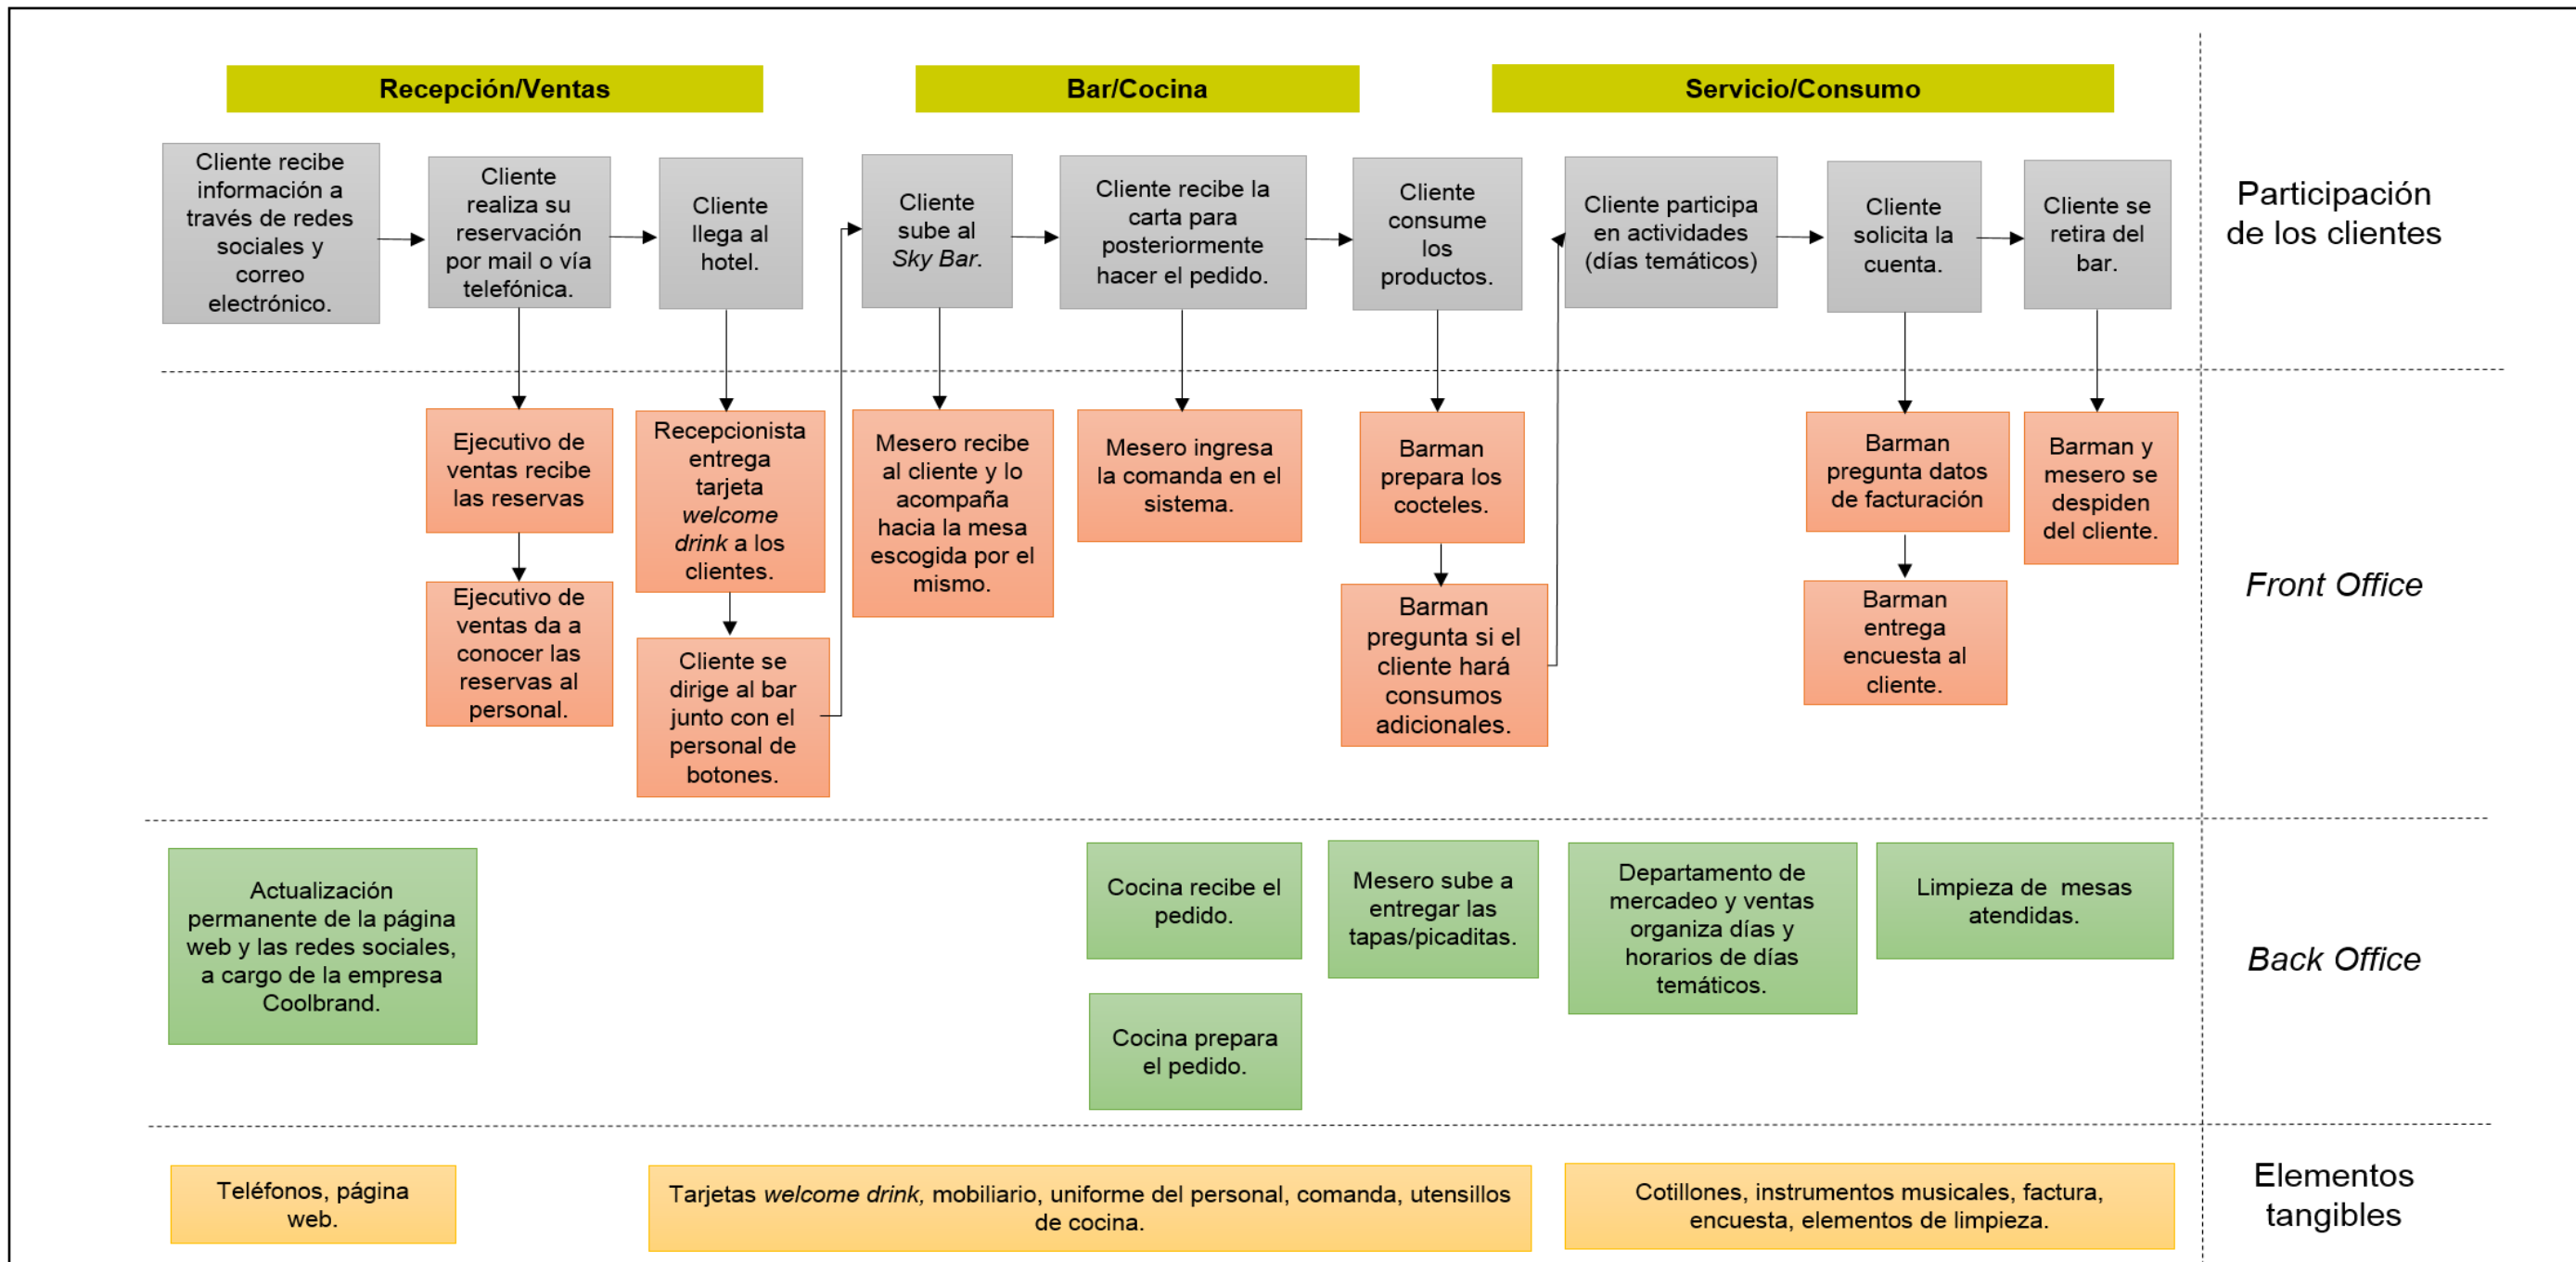 Recepción/Ventas
Bar/Cocina
Servicio/Consumo
Cliente recibe
información a
través de redes
sociales y
correo
electrónico.
Cliente
realiza su
reservación
por mail o vía
telefónica.
Cliente
llega al
hotel.
Cliente
sube al
Sky Bar.
Cliente recibe la
carta para
posteriormente
hacer el pedido.
Cliente
consume
los
productos.
Cliente participa
en actividades
(días temáticos)
Cliente
solicita la
cuenta.
Cliente se
retira del
bar.
Participación
de los clientes
Ejecutivo de
ventas recibe
las reservas
Ejecutivo de
ventas da a
conocer las
reservas al
personal.
Recepcionista
entrega
tarjeta
welcome
drink a los
clientes.
Cliente se
dirige al bar
junto con el
personal de
botones.
Mesero recibe
al cliente y lo
acompaña
hacia la mesa
escogida por el
mismo.
Mesero ingresa
la comanda en el
sistema.
Barman
prepara los
cocteles.
Barman
pregunta si el
cliente hará
consumos
adicionales.
Barman
pregunta datos
de facturación
Barman
entrega
encuesta al
cliente.
Barman y
mesero se
despiden
del cliente.
Front Office
Actualización
permanente de la página
web y las redes sociales,
a cargo de la empresa
Coolbrand.
Cocina recibe el
pedido.
Cocina prepara
el pedido.
Mesero sube a
entregar las
tapas/picaditas.
Departamento de
mercadeo y ventas
organiza días y
horarios de días
temáticos.
Limpieza de mesas
atendidas.
Back Office
Teléfonos, página
web.
Tarjetas welcome drink, mobiliario, uniforme del personal, comanda, utensillos
de cocina.
Cotillones, instrumentos musicales, factura,
encuesta, elementos de limpieza.
Elementos
tangibles